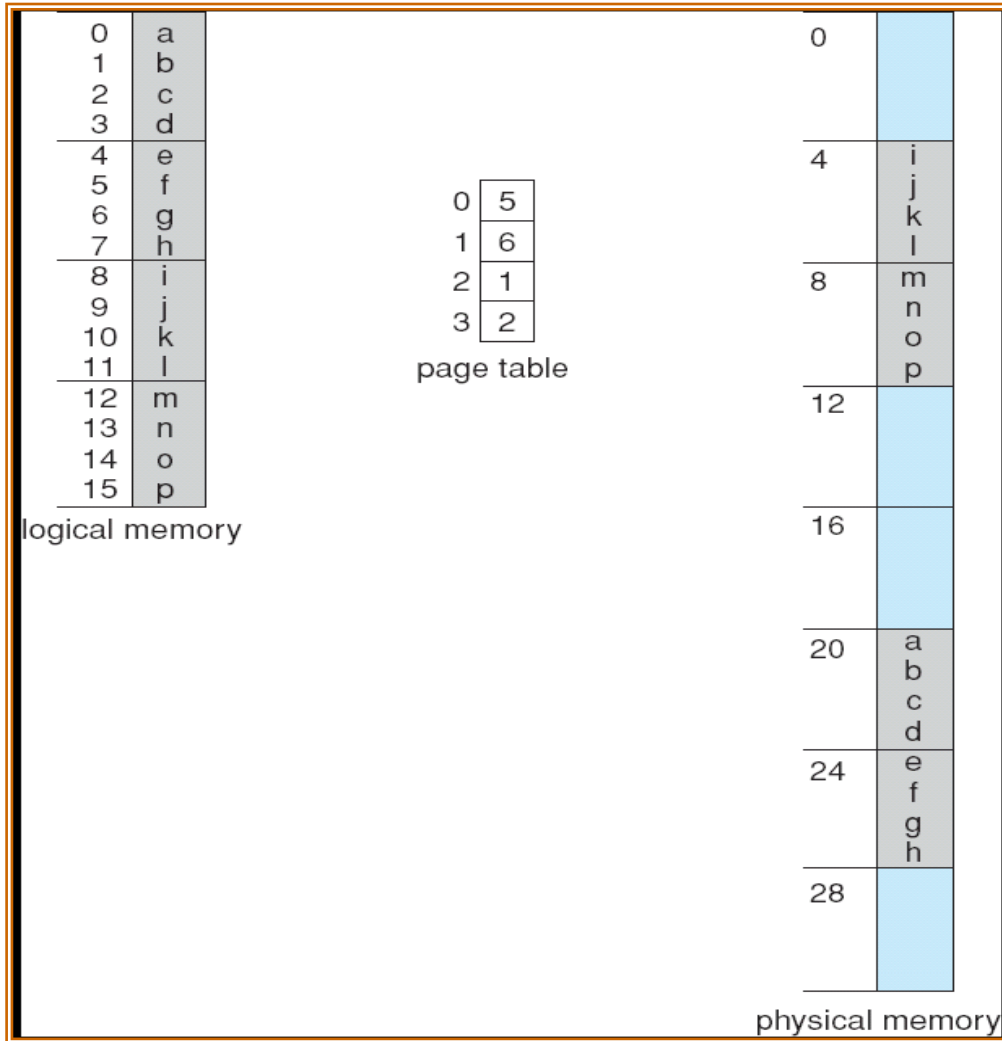 0 a
1 b
2 c
3 d
4 e
5 f
6 g
7 h
8 i
9 j
10 k
11 l
12 m
13 n
14 o
15 p
logical memory
0 5
1 6
2 1
3 2
page table
0
4 i
j
k
l
8 m
n
o
p
12
16
20 a
b
c
d
24 e
f
g
h
28
physical memory